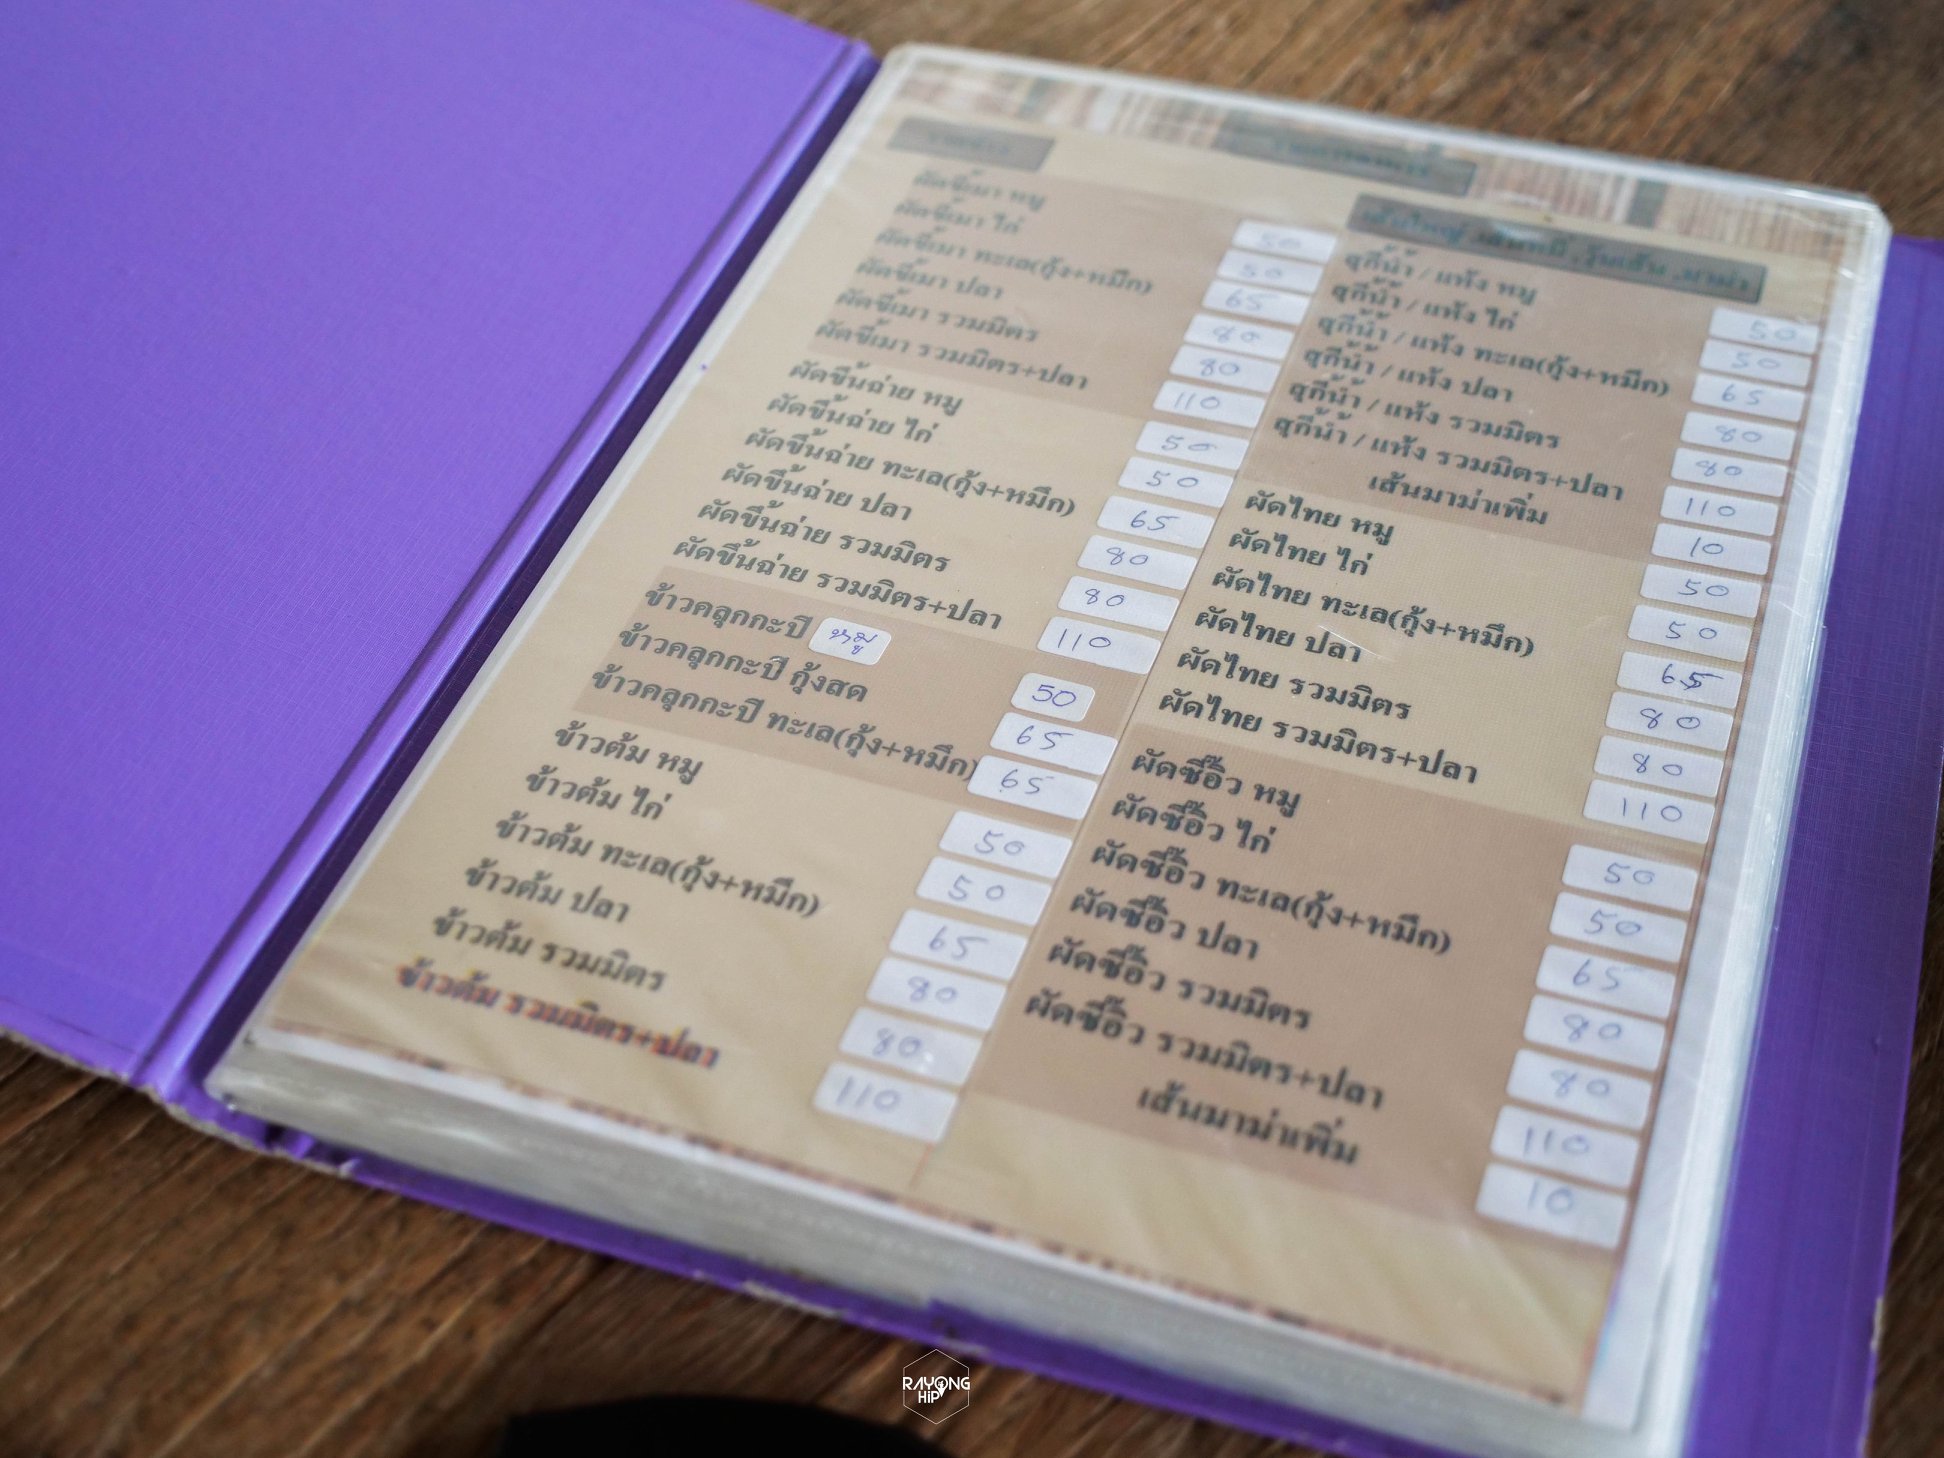 ผัดขี้เมา หมู 50
ผัดขี้เมา ไก่ 50
ผัดขี้เมา ทะเล(กุ้ง+หมึก) 65
ผัดขี้เมา ปลา 80
ผัดขี้เมา รวมมิตร 80
ผัดขี้เมา รวมมิตร+ปลา 110
ผัดขึ้นฉ่าย หมู 50
ผัดขึ้นฉ่าย ไก่ 50
ผัดขึ้นฉ่าย ทะเล(กุ้ง+หมึก) 65
ผัดขึ้นฉ่าย ปลา 80
ผัดขึ้นฉ่าย รวมมิตร 80
ผัดขึ้นฉ่าย รวมมิตร+ปลา 110
ข้าวคลุกกะปิ หมู 50
ข้าวคลุกกะปิ กุ้งสด 65
ข้าวคลุกกะปิ ทะเล(กุ้ง+หมึก) 65
ข้าวต้ม หมู 50
ข้าวต้ม ไก่ 50
ข้าวต้ม ทะเล(กุ้ง+หมึก) 65
ข้าวต้ม ปลา 80
ข้าวต้ม รวมมิตร 80
ข้าวต้ม รวมมิตร+ปลา 110
เส้นใหญ่ ,เส้นหมี่ ,วุ้นเส้น ,มาม่า
สุกี้น้ำ / แห้ง หมู 50
สุกี้น้ำ / แห้ง ไก่ 50
สุกี้น้ำ / แห้ง ทะเล(กุ้ง+หมึก) 65
สุกี้น้ำ / แห้ง ปลา 80
สุกี้น้ำ / แห้ง รวมมิตร 80
สุกี้น้ำ / แห้ง รวมมิตร+ปลา 110
เส้นมาม่าเพิ่ม 10
ผัดไทย หมู 50
ผัดไทย ไก่ 50
ผัดไทย ทะเล(กุ้ง+หมึก) 65
ผัดไทย ปลา 80
ผัดไทย รวมมิตร 80
ผัดไทย รวมมิตร+ปลา 110
ผัดซีอิ๊ว หมู 50
ผัดซีอิ๊ว ไก่ 50
ผัดซีอิ๊ว ทะเล(กุ้ง+หมึก) 65
ผัดซีอิ๊ว ปลา 80
ผัดซีอิ๊ว รวมมิตร 80
ผัดซีอิ๊ว รวมมิตร+ปลา 110
เส้นมาม่าเพิ่ม 10
RAYONG
HiP